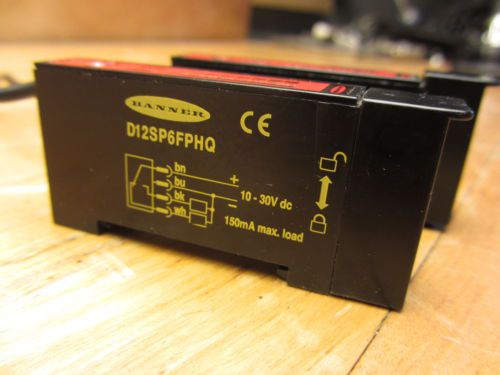 BANNER
CE
D12SP6FPHQ
bn
+
bu
10 - 30V dc
bk
–
wh
150mA max. load